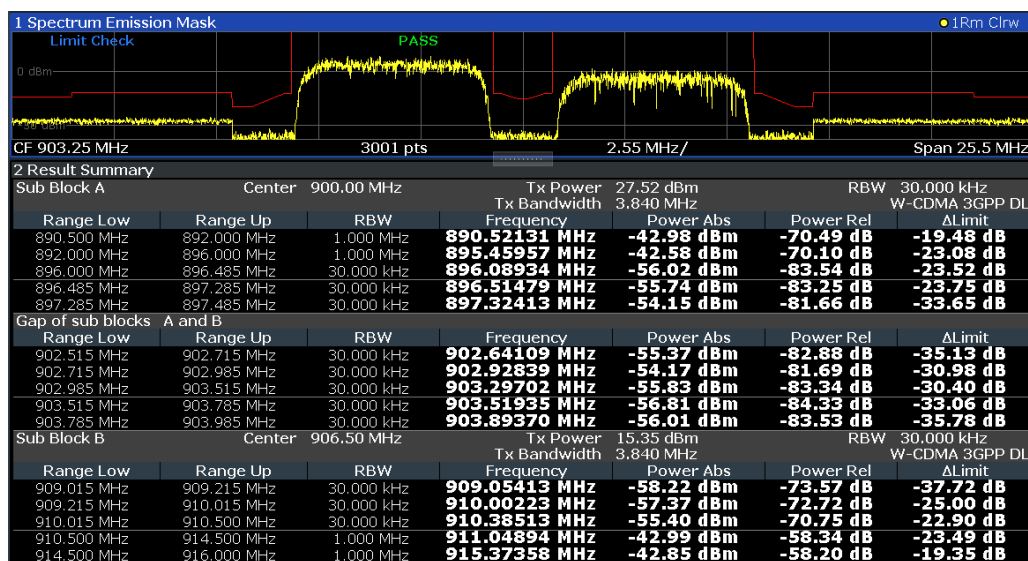 1 Spectrum Emission Mask 1Rm Clrw
Limit Check PASS
0 dBm
-50 dBm
CF 903.25 MHz 3001 pts 2.55 MHz/ Span 25.5 MHz
2 Result Summary
Sub Block A Center 900.00 MHz Tx Power 27.52 dBm RBW 30.000 kHz
Tx Bandwidth 3.840 MHz W-CDMA 3GPP DL
Range Low Range Up RBW Frequency Power Abs Power Rel ΔLimit
890.500 MHz 892.000 MHz 1.000 MHz 890.52131 MHz -42.98 dBm -70.49 dB -19.48 dB
892.000 MHz 896.000 MHz 1.000 MHz 895.45957 MHz -42.58 dBm -70.10 dB -23.08 dB
896.000 MHz 896.485 MHz 30.000 kHz 896.08934 MHz -56.02 dBm -83.54 dB -23.52 dB
896.485 MHz 897.285 MHz 30.000 kHz 896.51479 MHz -55.74 dBm -83.25 dB -23.75 dB
897.285 MHz 897.485 MHz 30.000 kHz 897.32413 MHz -54.15 dBm -81.66 dB -33.65 dB
Gap of sub blocks A and B
Range Low Range Up RBW Frequency Power Abs Power Rel ΔLimit
902.515 MHz 902.715 MHz 30.000 kHz 902.64109 MHz -55.37 dBm -82.88 dB -35.13 dB
902.715 MHz 902.985 MHz 30.000 kHz 902.92839 MHz -54.17 dBm -81.69 dB -30.98 dB
902.985 MHz 903.515 MHz 30.000 kHz 903.29702 MHz -55.83 dBm -83.34 dB -30.40 dB
903.515 MHz 903.785 MHz 30.000 kHz 903.51935 MHz -56.81 dBm -84.33 dB -33.06 dB
903.785 MHz 903.985 MHz 30.000 kHz 903.89370 MHz -56.01 dBm -83.53 dB -35.78 dB
Sub Block B Center 906.50 MHz Tx Power 15.35 dBm RBW 30.000 kHz
Tx Bandwidth 3.840 MHz W-CDMA 3GPP DL
Range Low Range Up RBW Frequency Power Abs Power Rel ΔLimit
909.015 MHz 909.215 MHz 30.000 kHz 909.05413 MHz -58.22 dBm -73.57 dB -37.72 dB
909.215 MHz 910.015 MHz 30.000 kHz 910.00223 MHz -57.37 dBm -72.72 dB -25.00 dB
910.015 MHz 910.500 MHz 30.000 kHz 910.38513 MHz -55.40 dBm -70.75 dB -22.90 dB
910.500 MHz 914.500 MHz 1.000 MHz 911.04894 MHz -42.99 dBm -58.34 dB -23.49 dB
914.500 MHz 916.000 MHz 1.000 MHz 915.37358 MHz -42.85 dBm -58.20 dB -19.35 dB